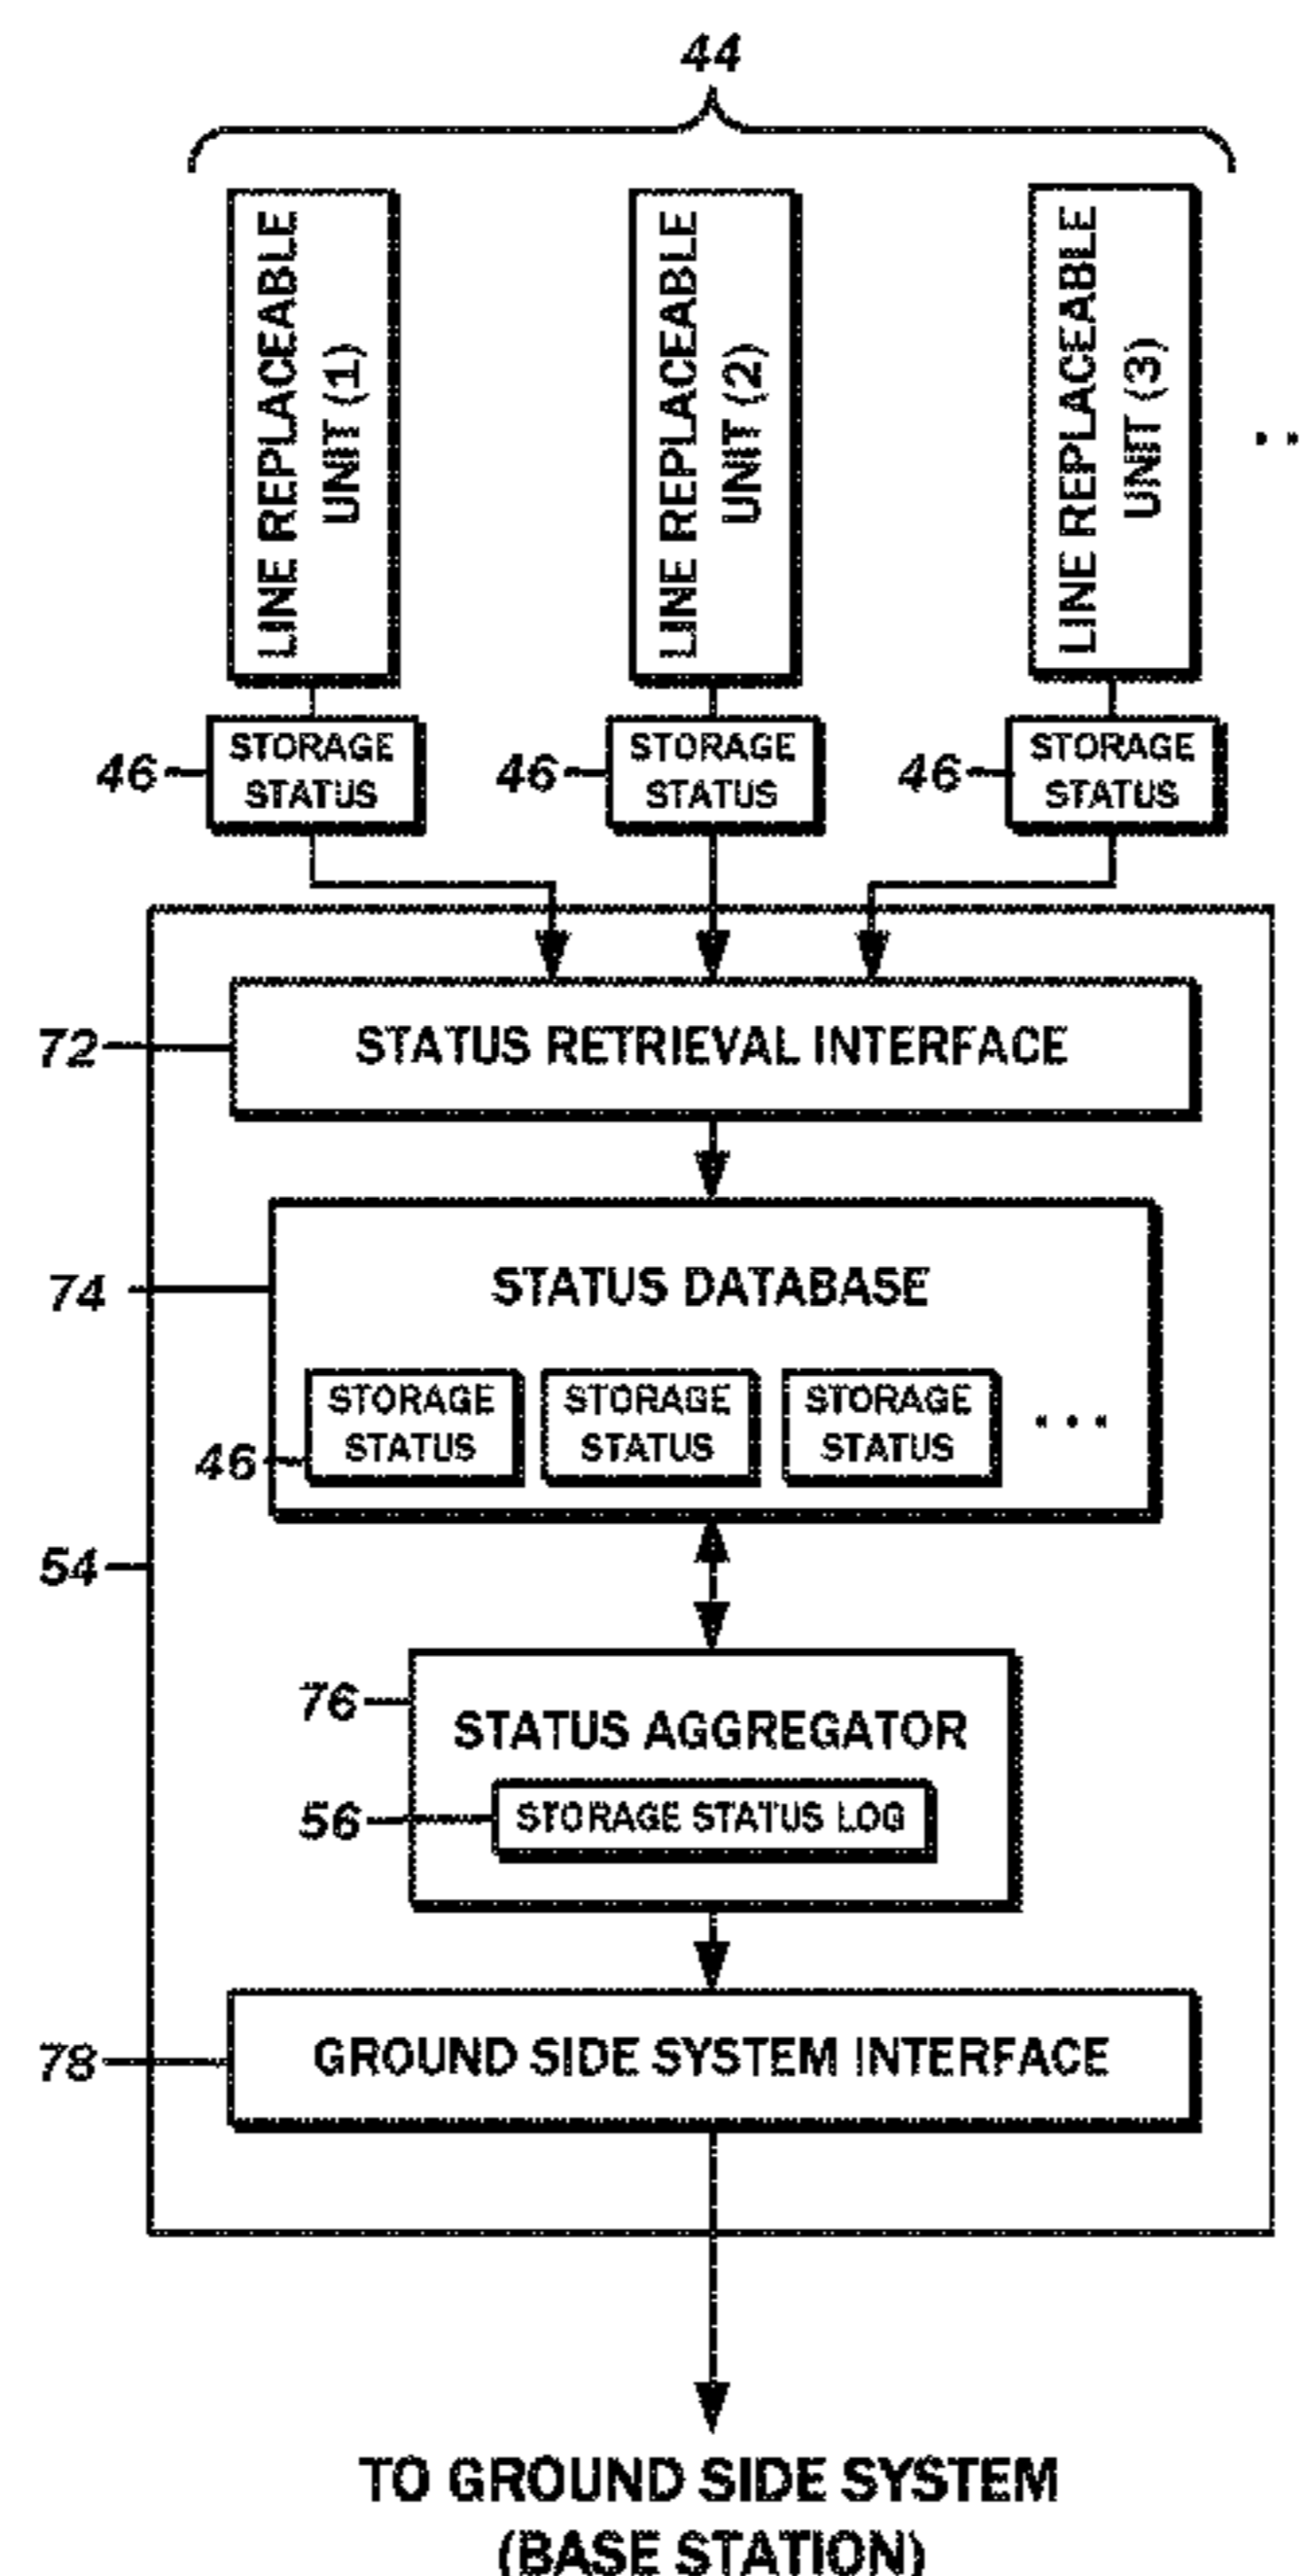 44
LINE REPLACEABLE
UNIT (1)
LINE REPLACEABLE
UNIT (2)
LINE REPLACEABLE
UNIT (3)
. .
46
STORAGE
STATUS
46
STORAGE
STATUS
46
STORAGE
STATUS
72
STATUS RETRIEVAL INTERFACE
74
STATUS DATABASE
46
STORAGE
STATUS
STORAGE
STATUS
STORAGE
STATUS
. . .
54
76
STATUS AGGREGATOR
56
STORAGE STATUS LOG
78
GROUND SIDE SYSTEM INTERFACE
TO GROUND SIDE SYSTEM
(BASE STATION)